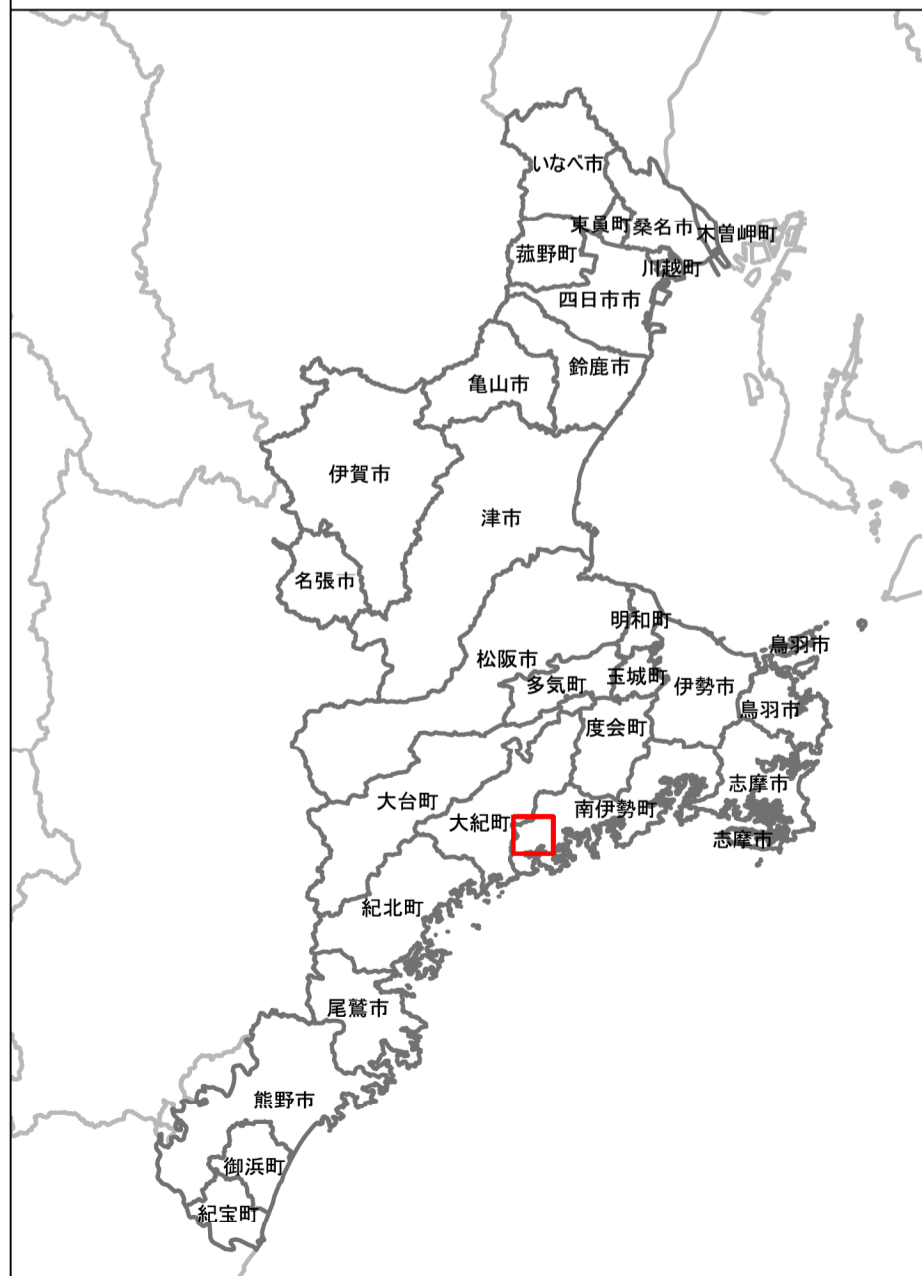 いなべ市
東員町
桑名市
木曽岬町
菰野町
川越町
四日市市
鈴鹿市
亀山市
伊賀市
津市
名張市
明和町
鳥羽市
松阪市
多気町
玉城町
伊勢市
鳥羽市
度会町
志摩市
大台町
南伊勢町
大紀町
志摩市
紀北町
尾鷲市
熊野市
御浜町
紀宝町